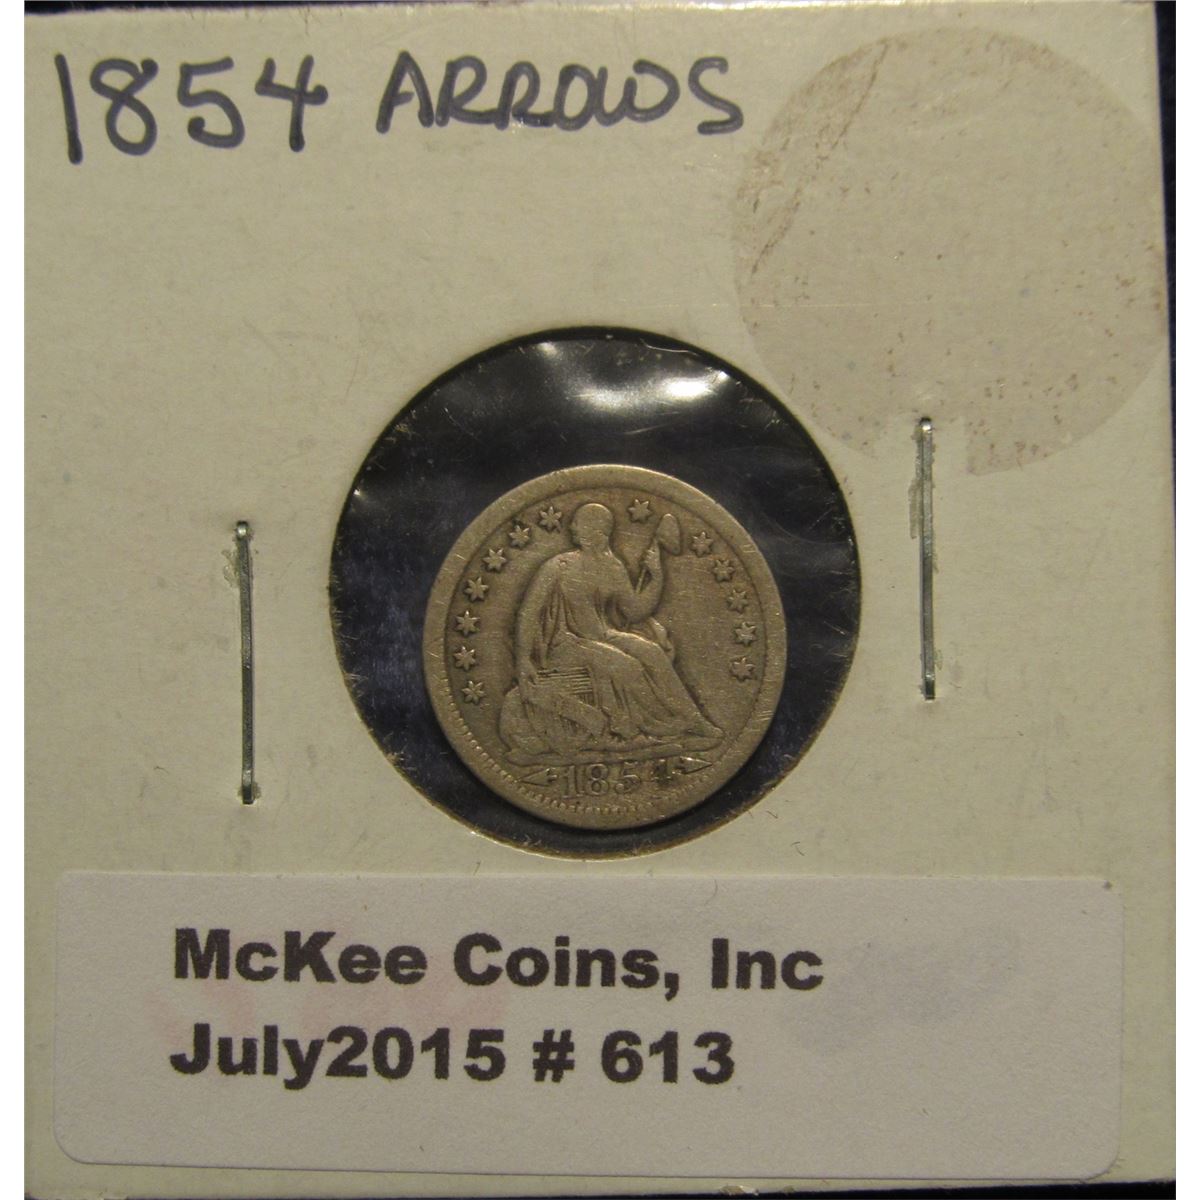 1854 ARROWS
1854
McKee Coins, Inc
July2015 # 613